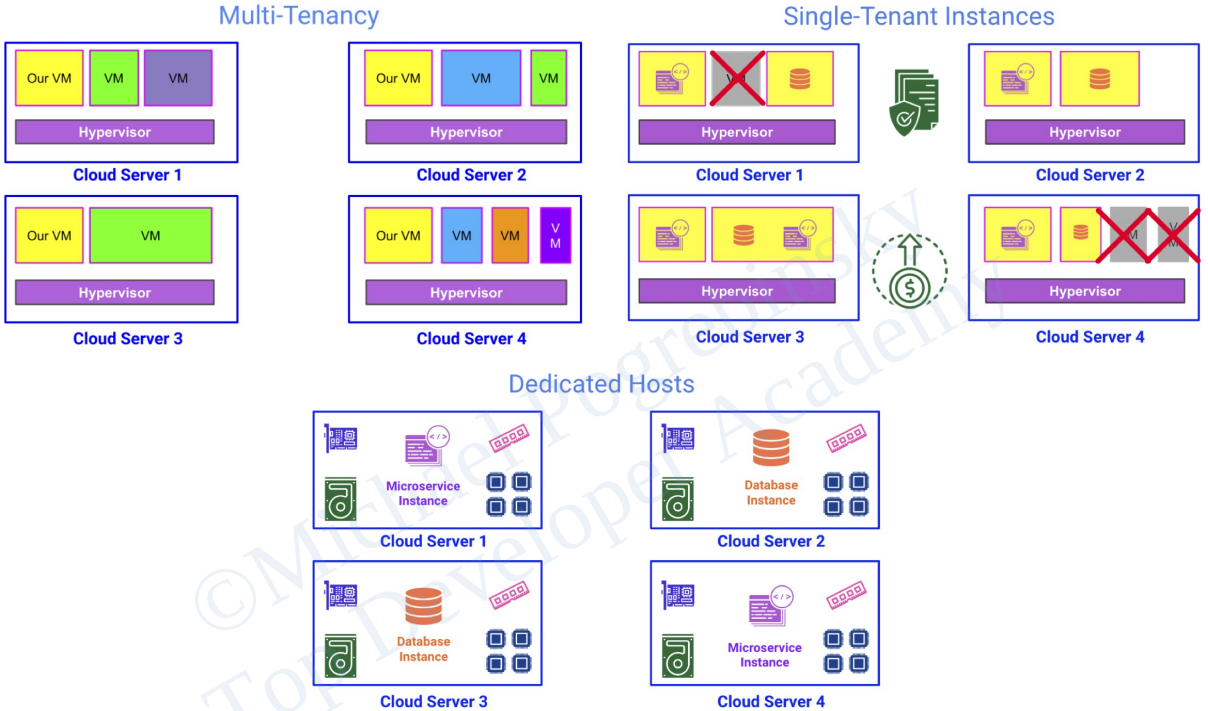 Multi-Tenancy
Our VM
VM
VM
Hypervisor
Cloud Server 1
Our VM
VM
VM
Hypervisor
Cloud Server 2
Our VM
VM
Hypervisor
Cloud Server 3
Our VM
VM
VM
V
M
Hypervisor
Cloud Server 4
Single-Tenant Instances
</>
Hypervisor
Cloud Server 1
</>
Hypervisor
Cloud Server 2
</>
</>
$
Hypervisor
Cloud Server 3
</>
V
M
Hypervisor
Cloud Server 4
Dedicated Hosts
</>
Microservice
Instance
Cloud Server 1
Database
Instance
Cloud Server 2
Database
Instance
Cloud Server 3
</>
Microservice
Instance
Cloud Server 4
©Michael Pogrebinsky
Top Developer Academy